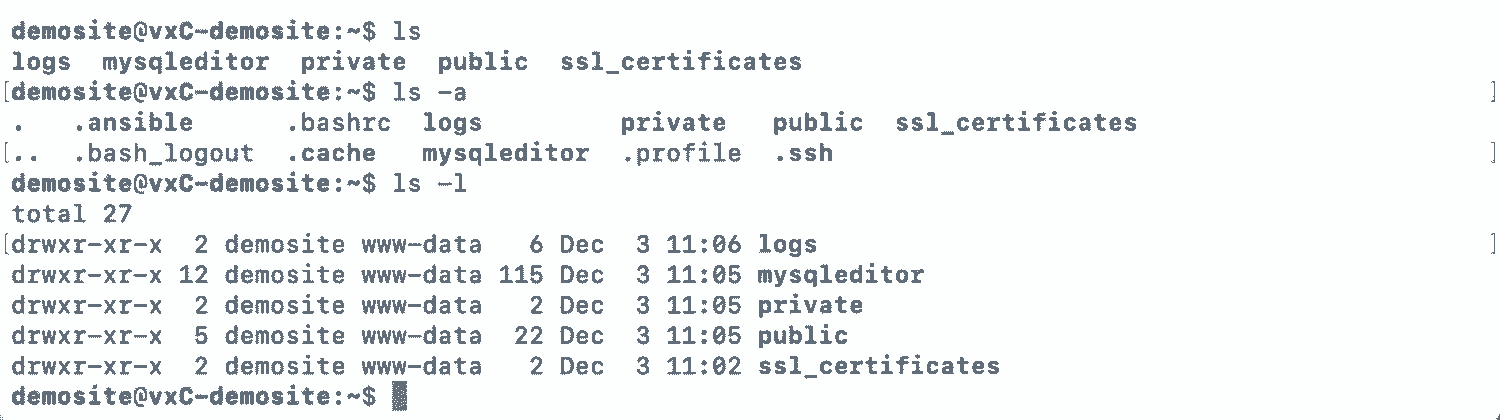 demosite@vxC-demosite:~$ ls
logs  mysqleditor  private  public  ssl_certificates
[demosite@vxC-demosite:~$ ls -a ]
.   .ansible      .bashrc  logs         private   public  ssl_certificates
[..  .bash_logout  .cache   mysqleditor  .profile  .ssh ]
demosite@vxC-demosite:~$ ls -l
total 27
[drwxr-xr-x  2 demosite www-data   6 Dec  3 11:06 logs ]
drwxr-xr-x 12 demosite www-data 115 Dec  3 11:05 mysqleditor
drwxr-xr-x  2 demosite www-data   2 Dec  3 11:05 private
drwxr-xr-x  5 demosite www-data  22 Dec  3 11:05 public
drwxr-xr-x  2 demosite www-data   2 Dec  3 11:02 ssl_certificates
demosite@vxC-demosite:~$